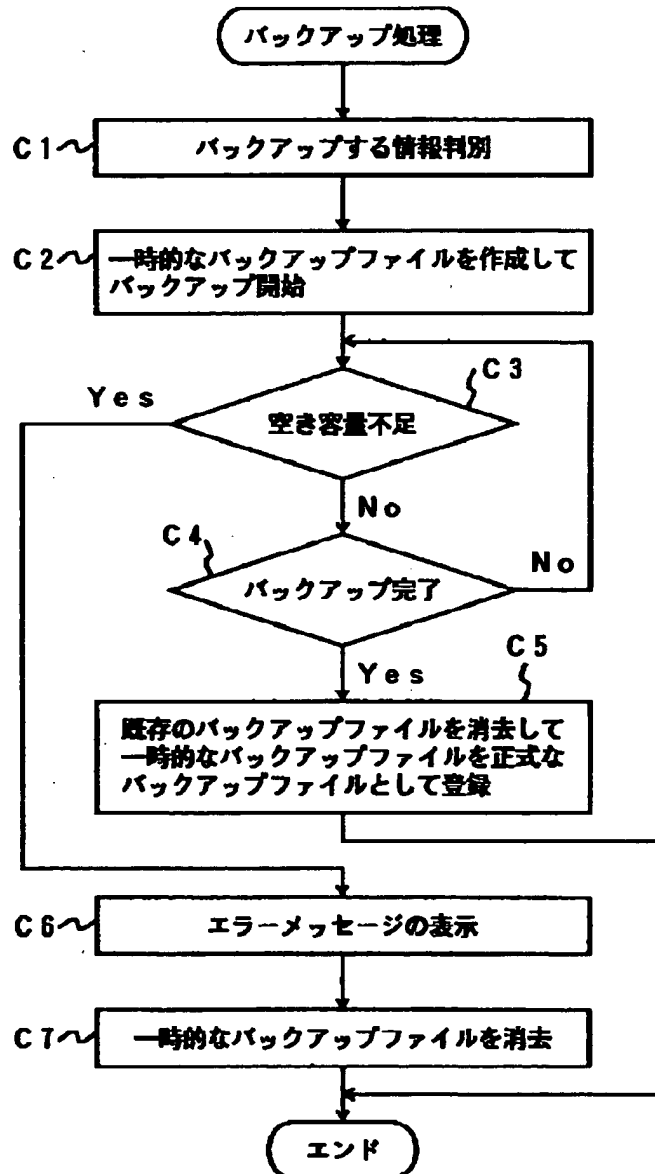 バックアップ処理
C1
バックアップする情報判別
C2
一時的なバックアップファイルを作成して
バックアップ開始
C3
Yes
空き容量不足
No
C4
No
バックアップ完了
C5
Yes
既存のバックアップファイルを消去して
一時的なバックアップファイルを正式な
バックアップファイルとして登録
C6
エラーメッセージの表示
C7
一時的なバックアップファイルを消去
エンド